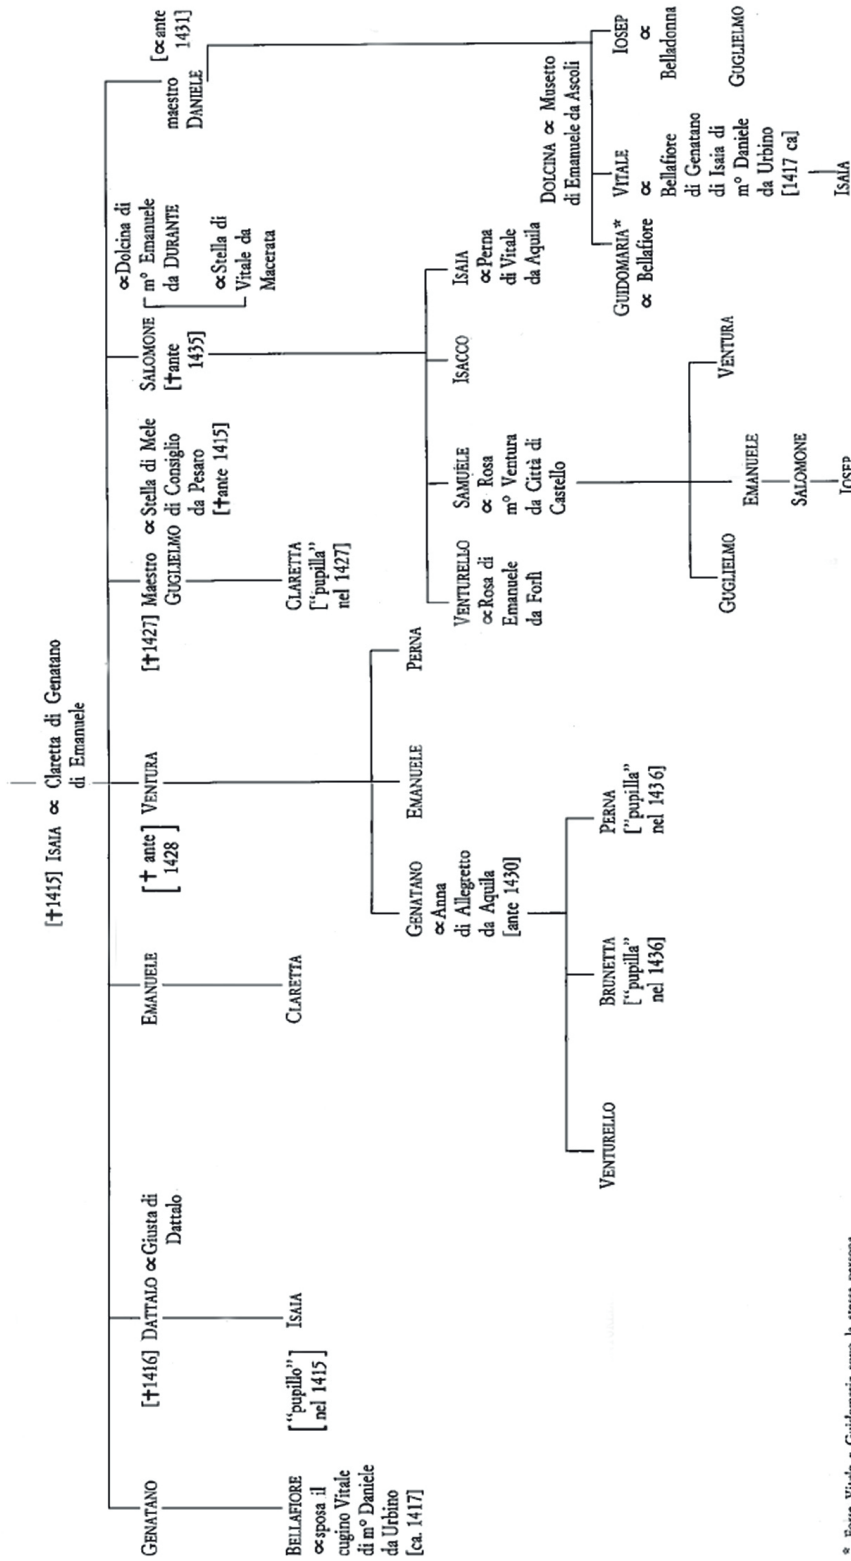 [†1415] ISAIA ∝ Claretta di Genatano
di Emanuele
GENATANO
BELLAFIORE
∝ sposa il
cugino Vitale
di m° Daniele
da Urbino
[ca. 1417]
[†1416] DATTALO ∝ Giusta di
Dattalo
ISAIA
["pupillo"
nel 1415]
EMANUELE
CLARETTA
[† ante
1428]
VENTURA
GENATANO
∝ Anna
di Allegretto
da Aquila
[ante 1430]
EMANUELE
PERNA
VENTURELLO
BRUNETTA
["pupilla"
nel 1436]
PERNA
["pupilla"
nel 1436]
[†1427] Maestro
GUGLIELMO
∝ Stella di Mele
di Consiglio
da Pesaro
[†ante 1415]
CLARETTA
["pupilla"
nel 1427]
SALOMONE
[†ante
1435]
∝ Dolcina di
m° Emanuele
da DURANTE
∝ Stella di
Vitale da
Macerata
VENTURELLO
∝ Rosa di
Emanuele
da Forlì
SAMUELE
∝ Rosa
m° Ventura
da Città di
Castello
ISACCO
ISAIA
∝ Perna
di Vitale
da Aquila
GUGLIELMO
EMANUELE
SALOMONE
IOSEP
VENTURA
maestro
DANIELE
[∝ ante
1431]
DOLCINA ∝ Musetto
di Emanuele da Ascoli
GUIDOMARIA*
∝ Bellafiore
VITALE
∝
Bellafiore
di Genatano
di Isaia di
m° Daniele
da Urbino
[1417 ca]
ISAIA
IOSEP
∝
Belladonna
GUGLIELMO